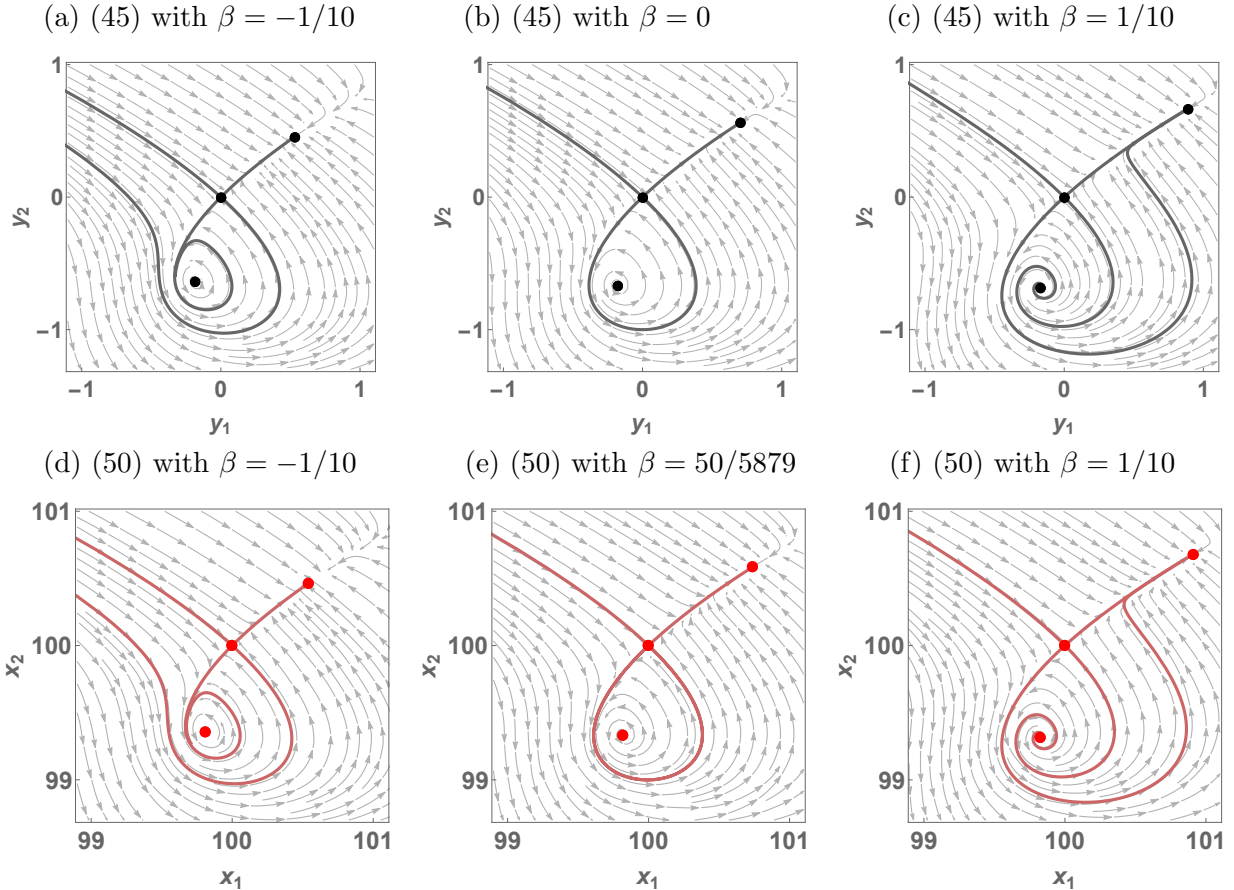 (a) (45) with β = −1/10
(b) (45) with β = 0
(c) (45) with β = 1/10
1
0
−1
y₂
−1
0
1
y₁
1
0
−1
−1
0
1
y₁
1
0
−1
−1
0
1
y₁
(d) (50) with β = −1/10
(e) (50) with β = 50/5879
(f) (50) with β = 1/10
101
100
99
x₂
99
100
101
x₁
101
100
99
x₂
99
100
101
x₁
101
100
99
x₂
99
100
101
x₁